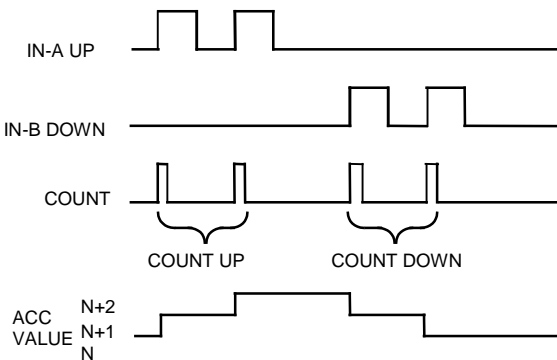 IN-A UP
IN-B DOWN
COUNT
COUNT UP
COUNT DOWN
ACC
VALUE
N+2
N+1
N